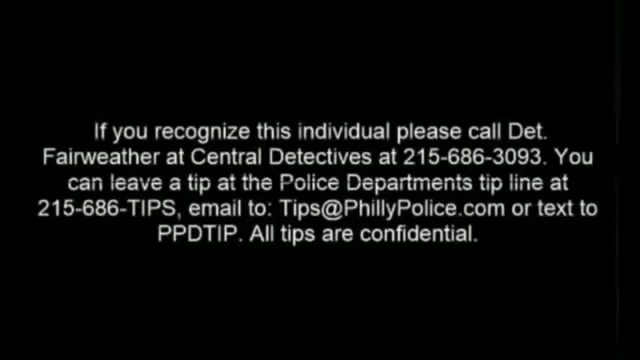 If you recognize this individual please call Det.
Fairweather at Central Detectives at 215-686-3093. You
can leave a tip at the Police Departments tip line at
215-686-TIPS, email to: Tips@PhillyPolice.com or text to
PPDTIP. All tips are confidential.